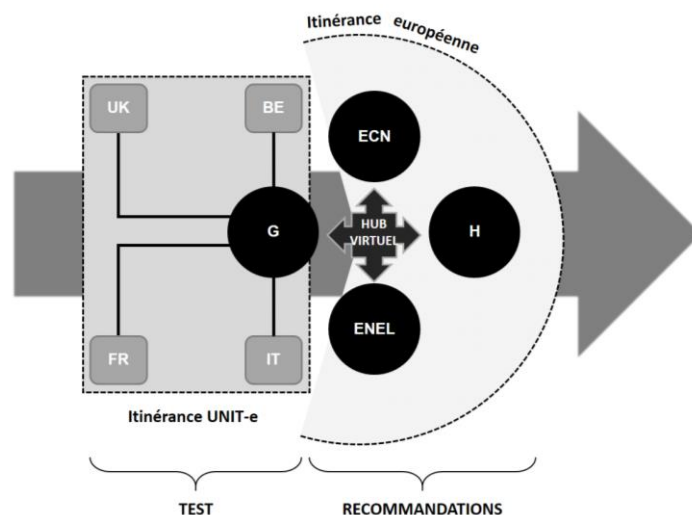 Itinérance européenne
UK
BE
ECN
G
HUB
VIRTUEL
H
FR
IT
ENEL
Itinérance UNIT-e
TEST
RECOMMANDATIONS